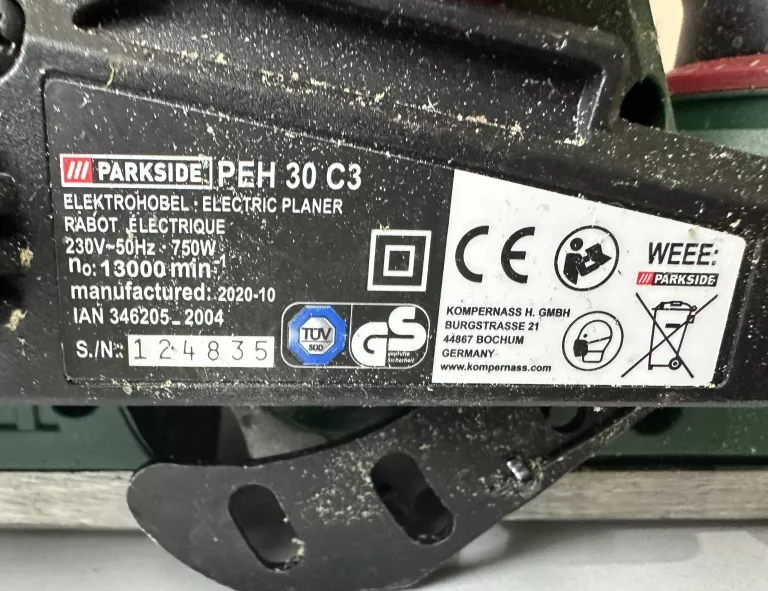 PARKSIDE PEH 30 C3
ELEKTROHOBEL · ELECTRIC PLANER
RABOT ÉLECTRIQUE
230V~50Hz · 750W
n₀: 13000 min⁻¹
manufactured: 2020-10
IAN 346205_2004
S./N.: 124835
TÜV
SÜD
GS
geprüfte
Sicherheit
CE
WEEE:
PARKSIDE
KOMPERNASS H. GMBH
BURGSTRASSE 21
44867 BOCHUM
GERMANY
www.kompernass.com